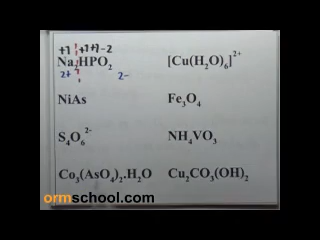 +1 +1+1-2
Na₂HPO₂ [Cu(H₂O)₆]²⁺
2+ 2-
NiAs Fe₃O₄
S₄O₆²⁻ NH₄VO₃
Co₃(AsO₄)₂.H₂O Cu₂CO₃(OH)₂
ormschool.com